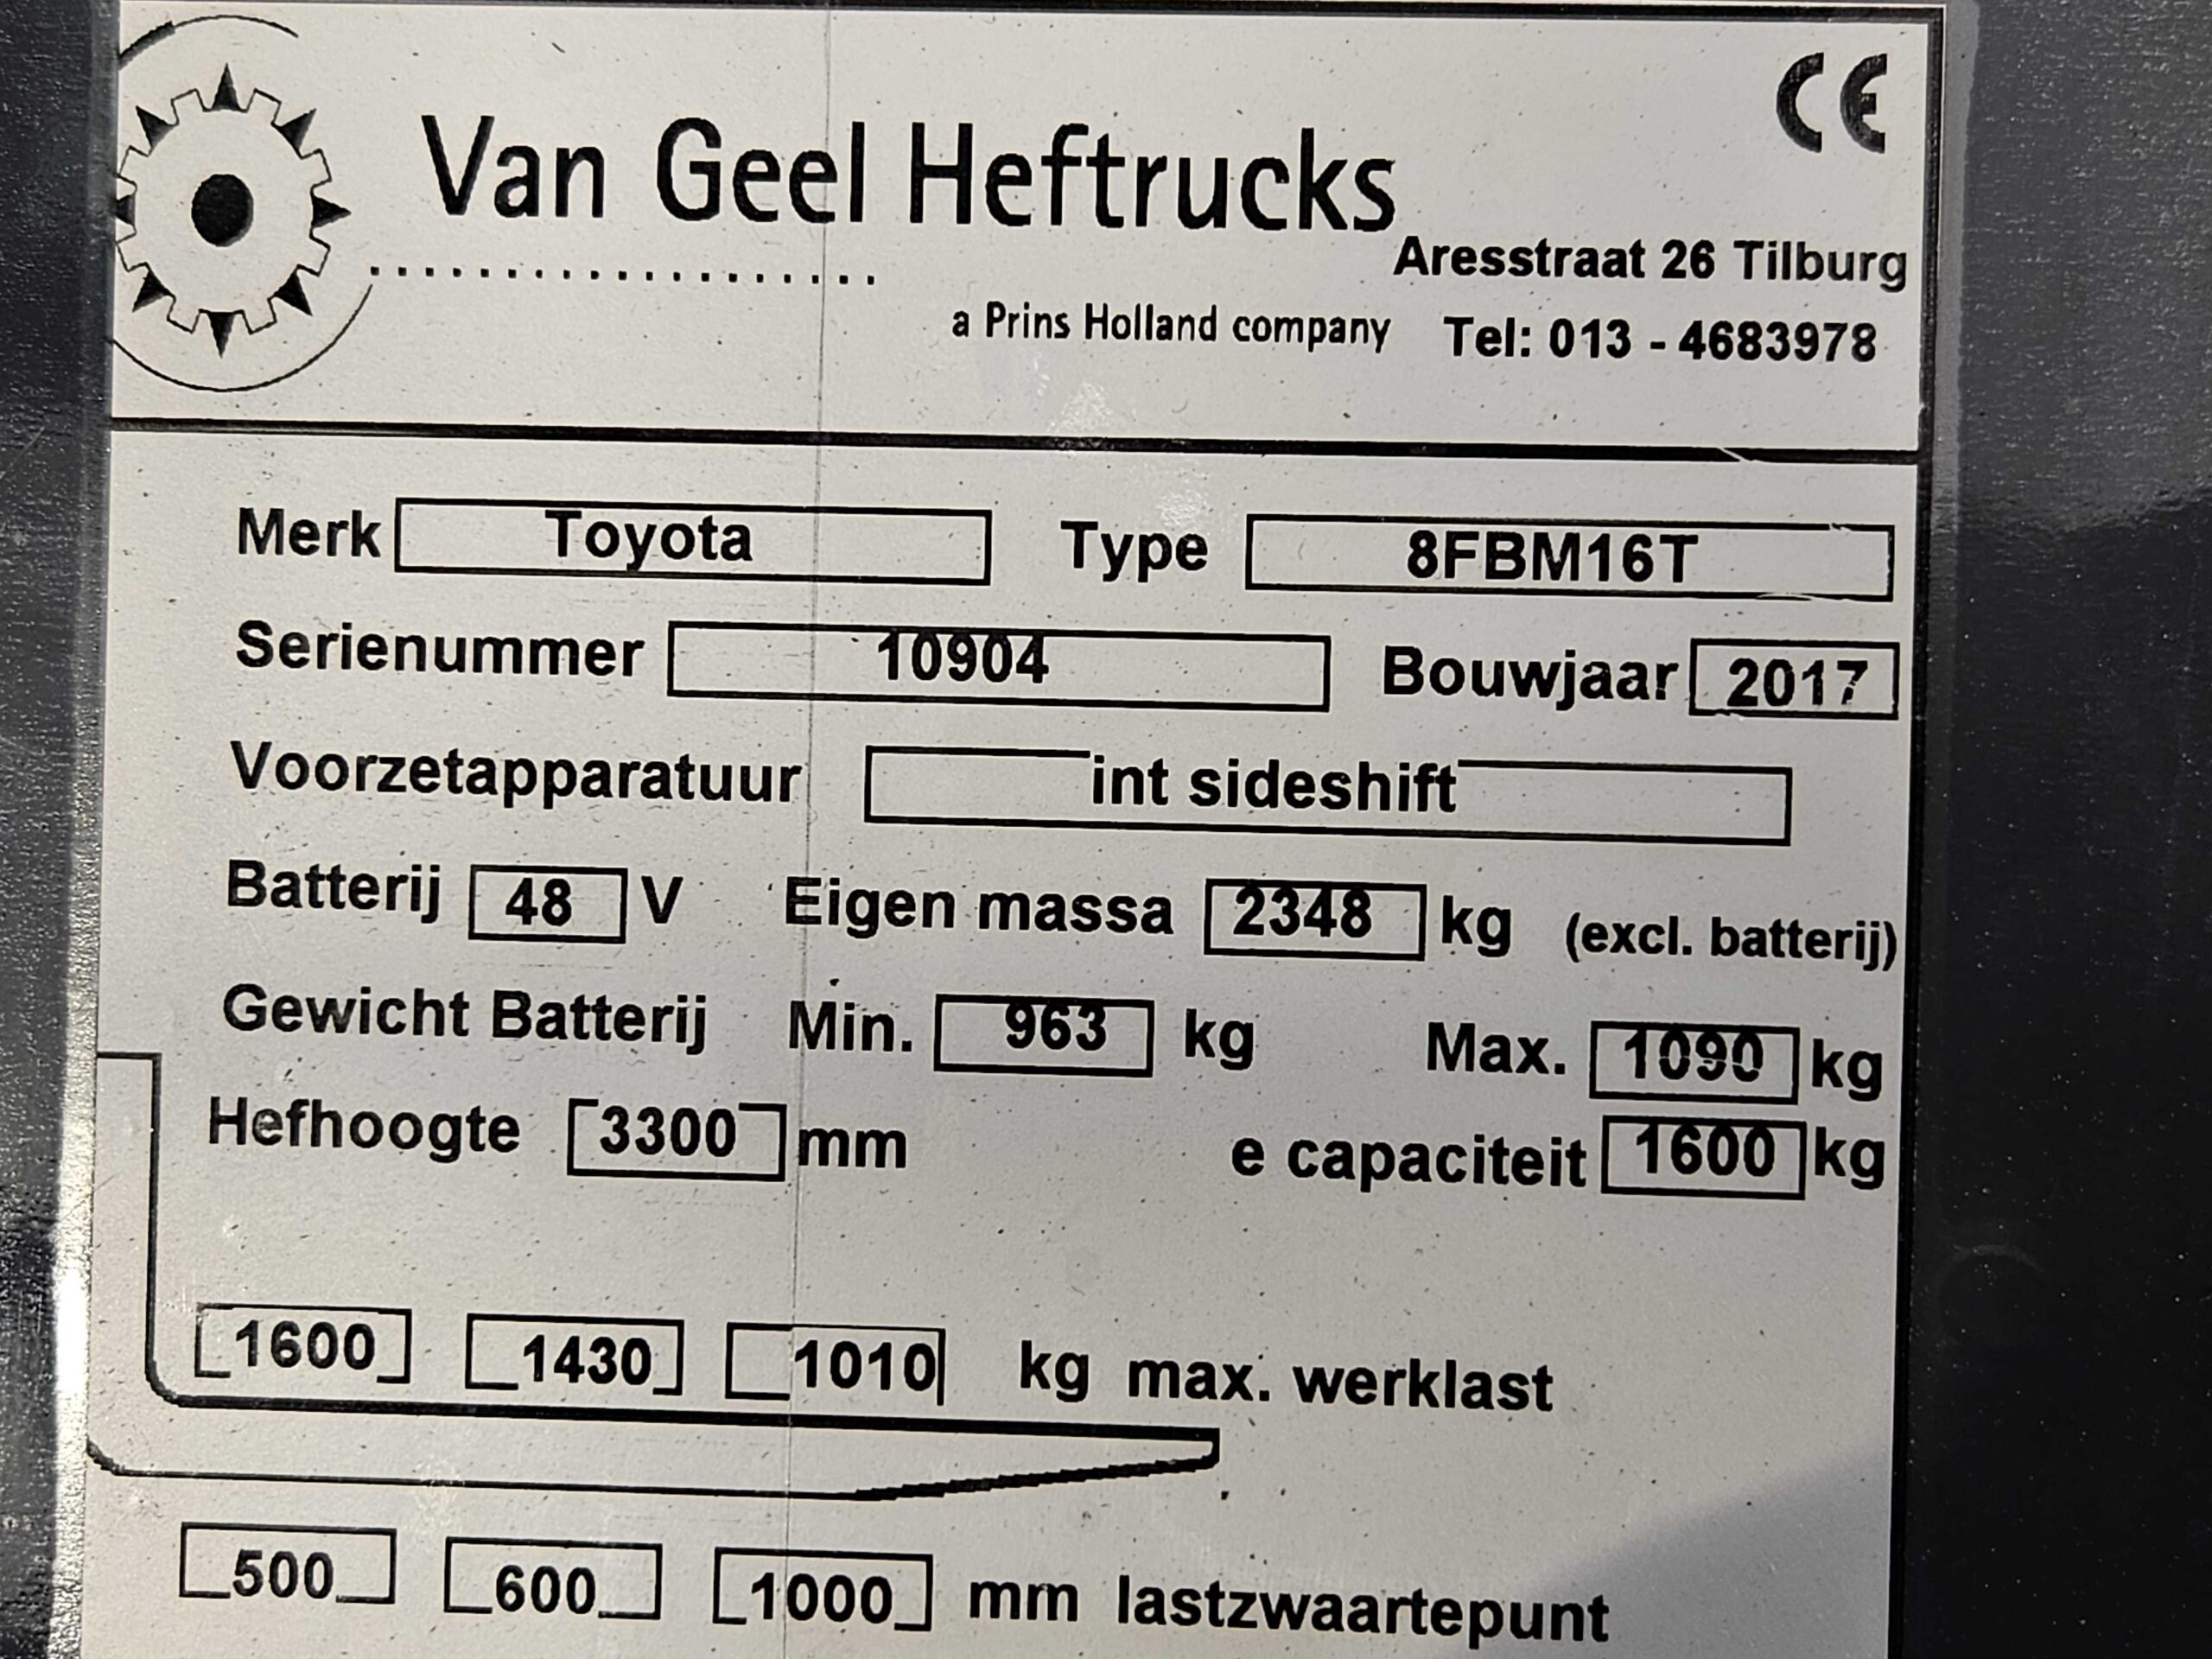 CE
Van Geel Heftrucks
Aresstraat 26 Tilburg
a Prins Holland company Tel: 013 - 4683978
Merk Toyota Type 8FBM16T
Serienummer 10904 Bouwjaar 2017
Voorzetapparatuur int sideshift
Batterij 48 V Eigen massa 2348 kg (excl. batterij)
Gewicht Batterij Min. 963 kg Max. 1090 kg
Hefhoogte 3300 mm e capaciteit 1600 kg
1600 1430 1010 kg max. werklast
500 600 1000 mm lastzwaartepunt